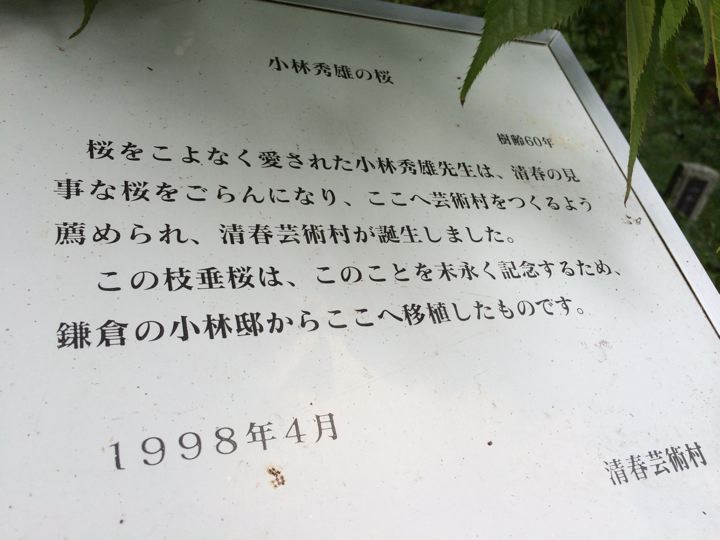 小林秀雄の桜
樹齢60年
桜をこよなく愛された小林秀雄先生は、清春の見
事な桜をごらんになり、ここへ芸術村をつくるよう
薦められ、清春芸術村が誕生しました。
この枝垂桜は、このことを末永く記念するため、
鎌倉の小林邸からここへ移植したものです。
1998年4月
清春芸術村